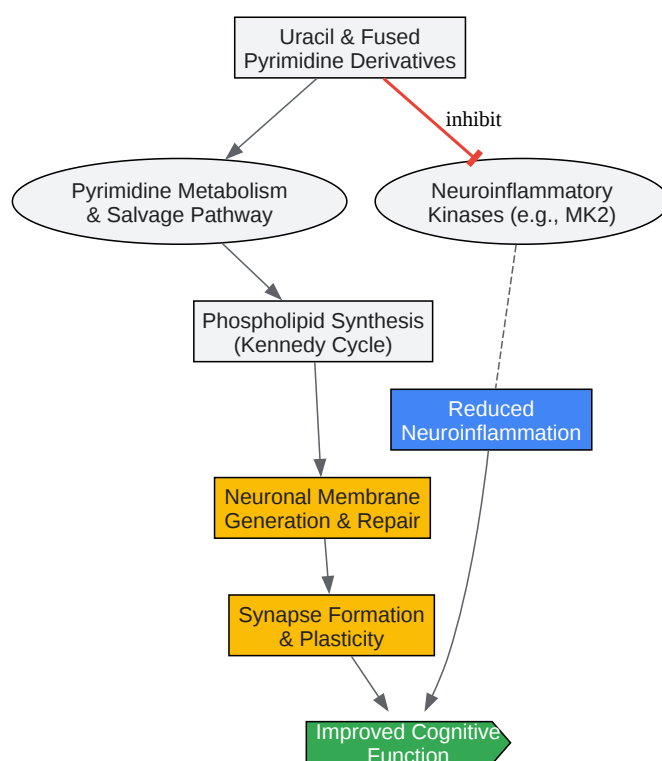 Uracil & Fused
Pyrimidine Derivatives
inhibit
Pyrimidine Metabolism
& Salvage Pathway
Neuroinflammatory
Kinases (e.g., MK2)
Phospholipid Synthesis
(Kennedy Cycle)
Reduced
Neuroinflammation
Neuronal Membrane
Generation & Repair
Synapse Formation
& Plasticity
Improved Cognitive
Function